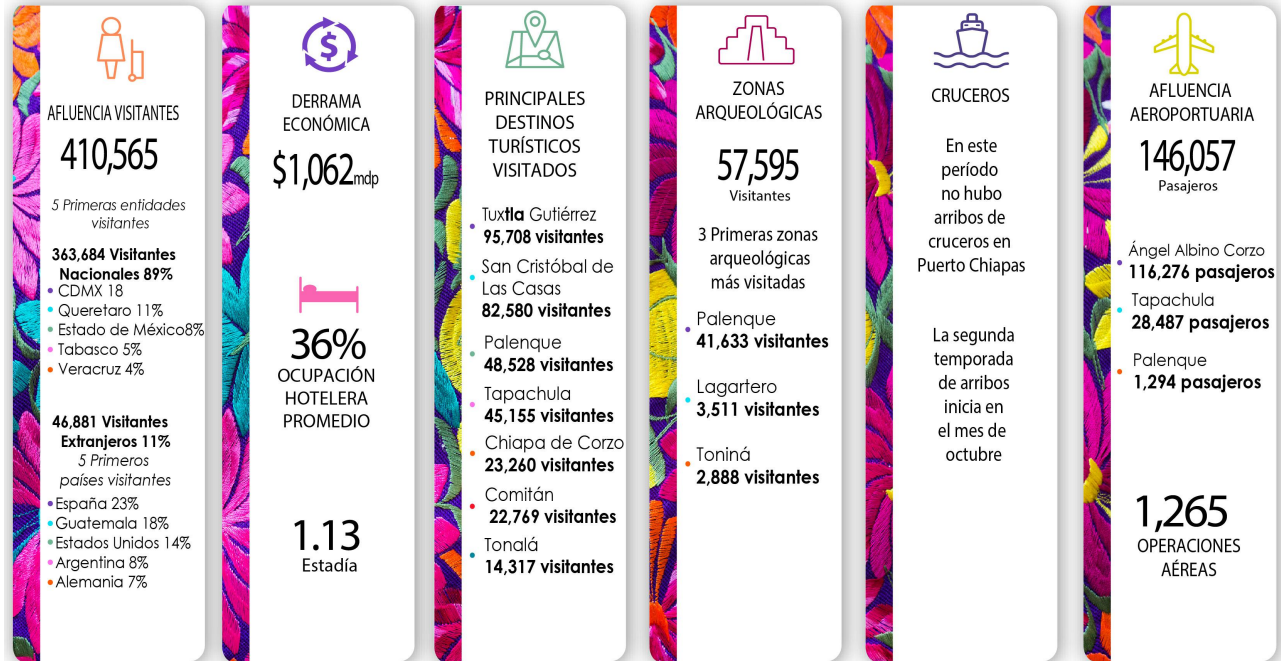 AFLUENCIA VISITANTES
410,565
5 Primeras entidades
visitantes
363,684 Visitantes
Nacionales 89%
• CDMX 18
• Queretaro 11%
• Estado de México8%
• Tabasco 5%
• Veracruz 4%
46,881 Visitantes
Extranjeros 11%
5 Primeros
países visitantes
• España 23%
• Guatemala 18%
• Estados Unidos 14%
• Argentina 8%
• Alemania 7%
$
DERRAMA
ECONÓMICA
$1,062mdp
36%
OCUPACIÓN
HOTELERA
PROMEDIO
1.13
Estadía
PRINCIPALES
DESTINOS
TURÍSTICOS
VISITADOS
• Tuxtla Gutiérrez
95,708 visitantes
• San Cristóbal de
Las Casas
82,580 visitantes
• Palenque
48,528 visitantes
• Tapachula
45,155 visitantes
• Chiapa de Corzo
23,260 visitantes
• Comitán
22,769 visitantes
• Tonalá
14,317 visitantes
ZONAS
ARQUEOLÓGICAS
57,595
Visitantes
3 Primeras zonas
arqueológicas
más visitadas
• Palenque
41,633 visitantes
• Lagartero
3,511 visitantes
• Toniná
2,888 visitantes
CRUCEROS
En este
período
no hubo
arribos de
cruceros en
Puerto Chiapas
La segunda
temporada
de arribos
inicia en
el mes de
octubre
AFLUENCIA
AEROPORTUARIA
146,057
Pasajeros
• Ángel Albino Corzo
116,276 pasajeros
• Tapachula
28,487 pasajeros
• Palenque
1,294 pasajeros
1,265
OPERACIONES
AÉREAS